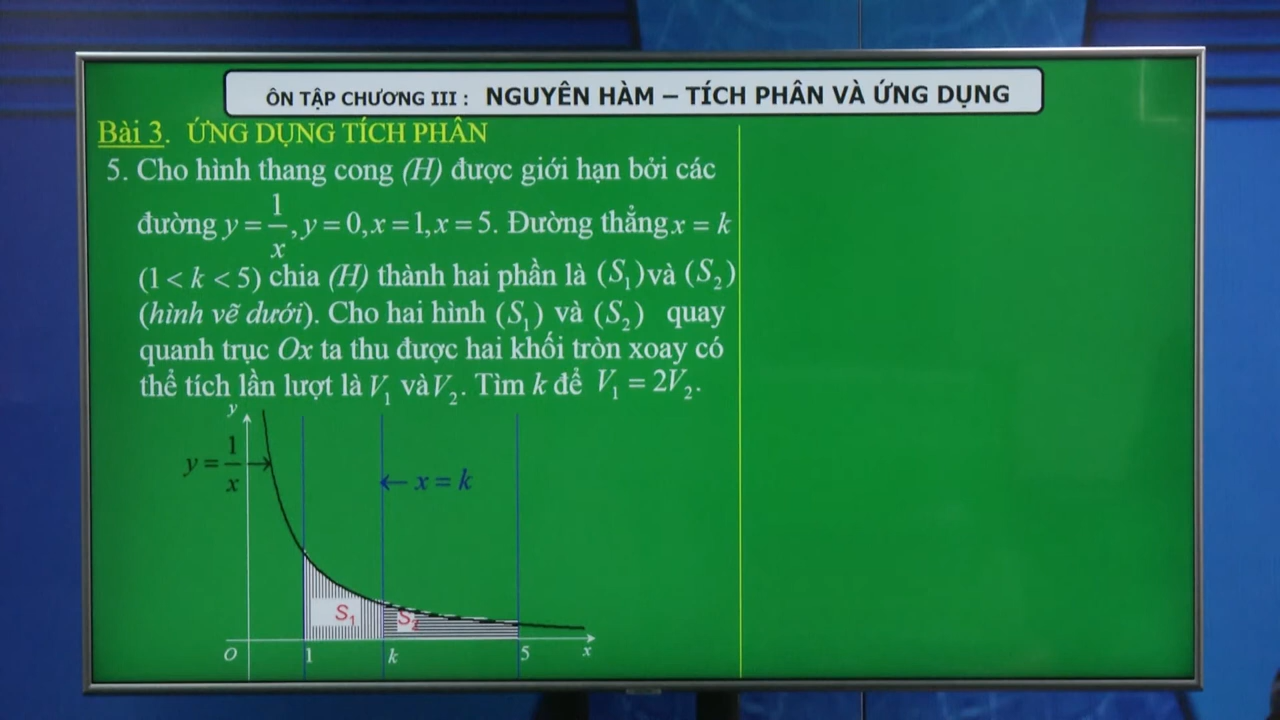 ÔN TẬP CHƯƠNG III : NGUYÊN HÀM – TÍCH PHÂN VÀ ỨNG DỤNG
Bài 3. ỨNG DỤNG TÍCH PHÂN
5. Cho hình thang cong (H) được giới hạn bởi các
đường y = 1/x, y = 0, x = 1, x = 5. Đường thẳng x = k
(1 < k < 5) chia (H) thành hai phần là (S₁) và (S₂)
(hình vẽ dưới). Cho hai hình (S₁) và (S₂) quay
quanh trục Ox ta thu được hai khối tròn xoay có
thể tích lần lượt là V₁ và V₂. Tìm k để V₁ = 2V₂.
y
y = 1/x
← x = k
S₁
S₂
O 1 k 5 x